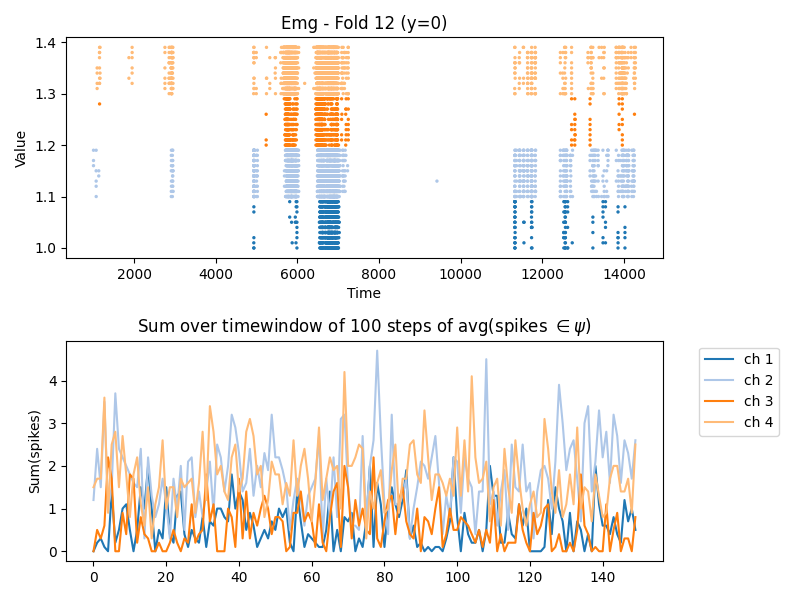 Emg - Fold 12 (y=0)
1.4
1.3
1.2
1.1
1.0
Value
2000 4000 6000 8000 10000 12000 14000
Time
Sum over timewindow of 100 steps of avg(spikes ∈ ψ)
4
3
2
1
0
Sum(spikes)
0 20 40 60 80 100 120 140
ch 1
ch 2
ch 3
ch 4